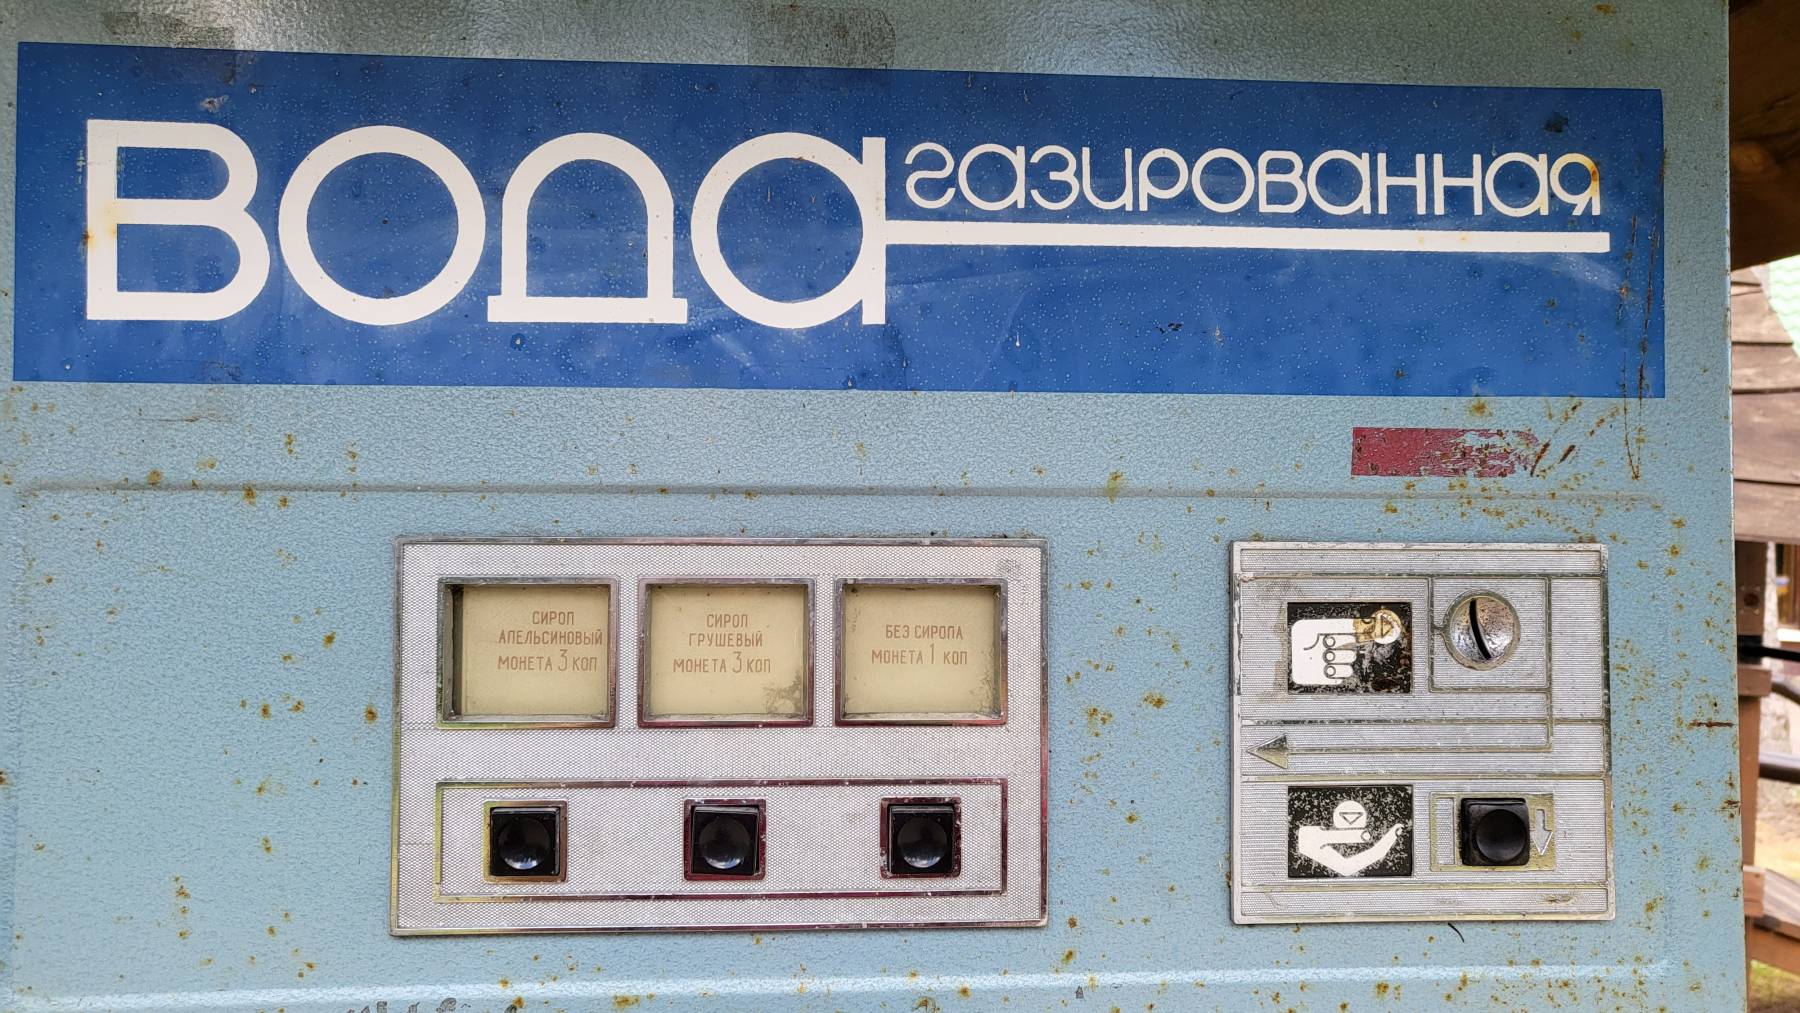 вода газированная
СИРОП
АПЕЛЬСИНОВЫЙ
МОНЕТА 3 КОП
СИРОП
ГРУШЕВЫЙ
МОНЕТА 3 КОП
БЕЗ СИРОПА
МОНЕТА 1 КОП